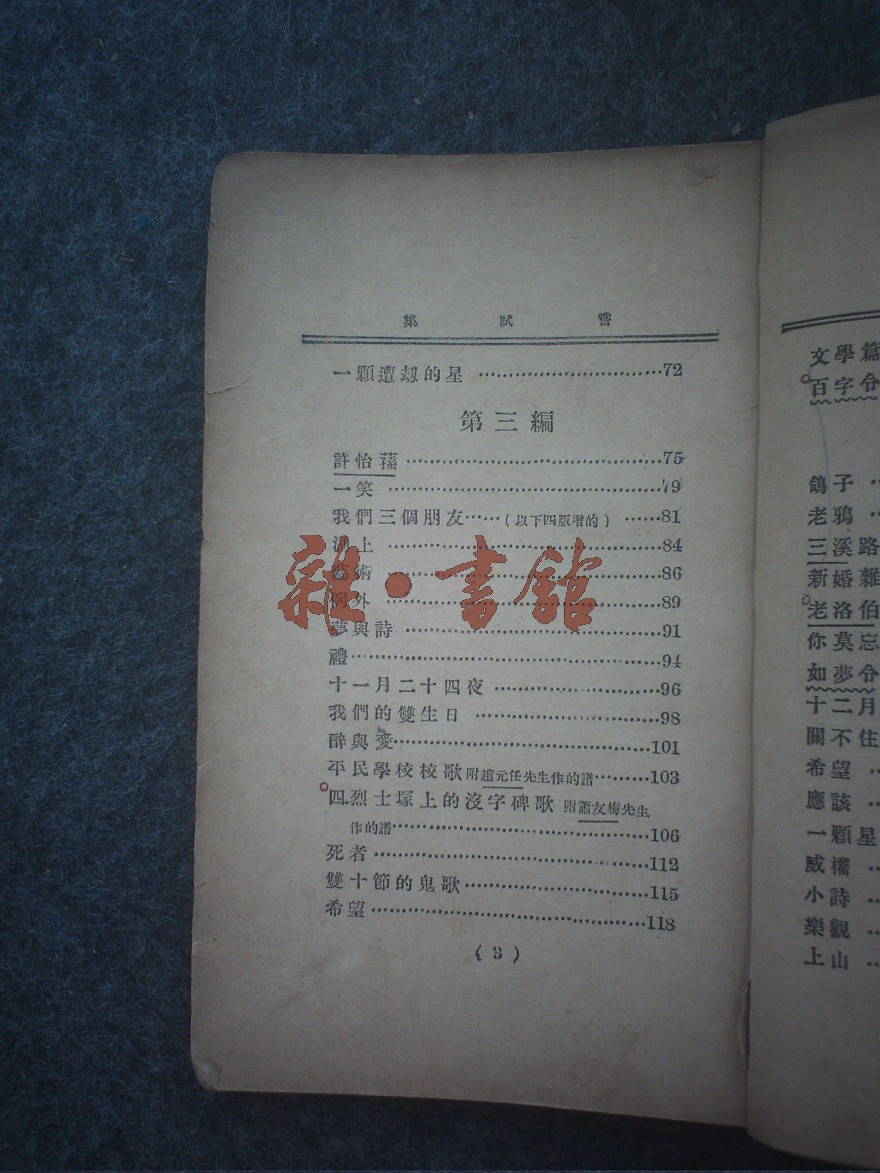 集試嘗
一顆遭刼的星 ………………………72
第三編
許怡蓀 ………………………………75
一笑 …………………………………79
我們三個朋友……(以下四版增的) ……81
湖上 …………………………………84
藝術 …………………………………86
例外 …………………………………89
夢與詩 ………………………………91
禮……………………………………94
十一月二十四夜 ……………………96
我們的雙生日 ………………………98
醉與愛………………………………101
平民學校校歌附趙元任先生作的譜……103
四烈士塚上的沒字碑歌 附蕭友梅先生
作的譜………………………………106
死者 …………………………………112
雙十節的鬼歌…………………………115
希望……………………………………118
(3)
雜·書館
文學篇
百字令
鴿子 …
老鴉 …
三溪路
新婚雜
老洛伯
你莫忘
如夢令
十二月
關不住
希望 …
應該 …
一顆星
威權 …
小詩 …
樂觀 …
上山 …